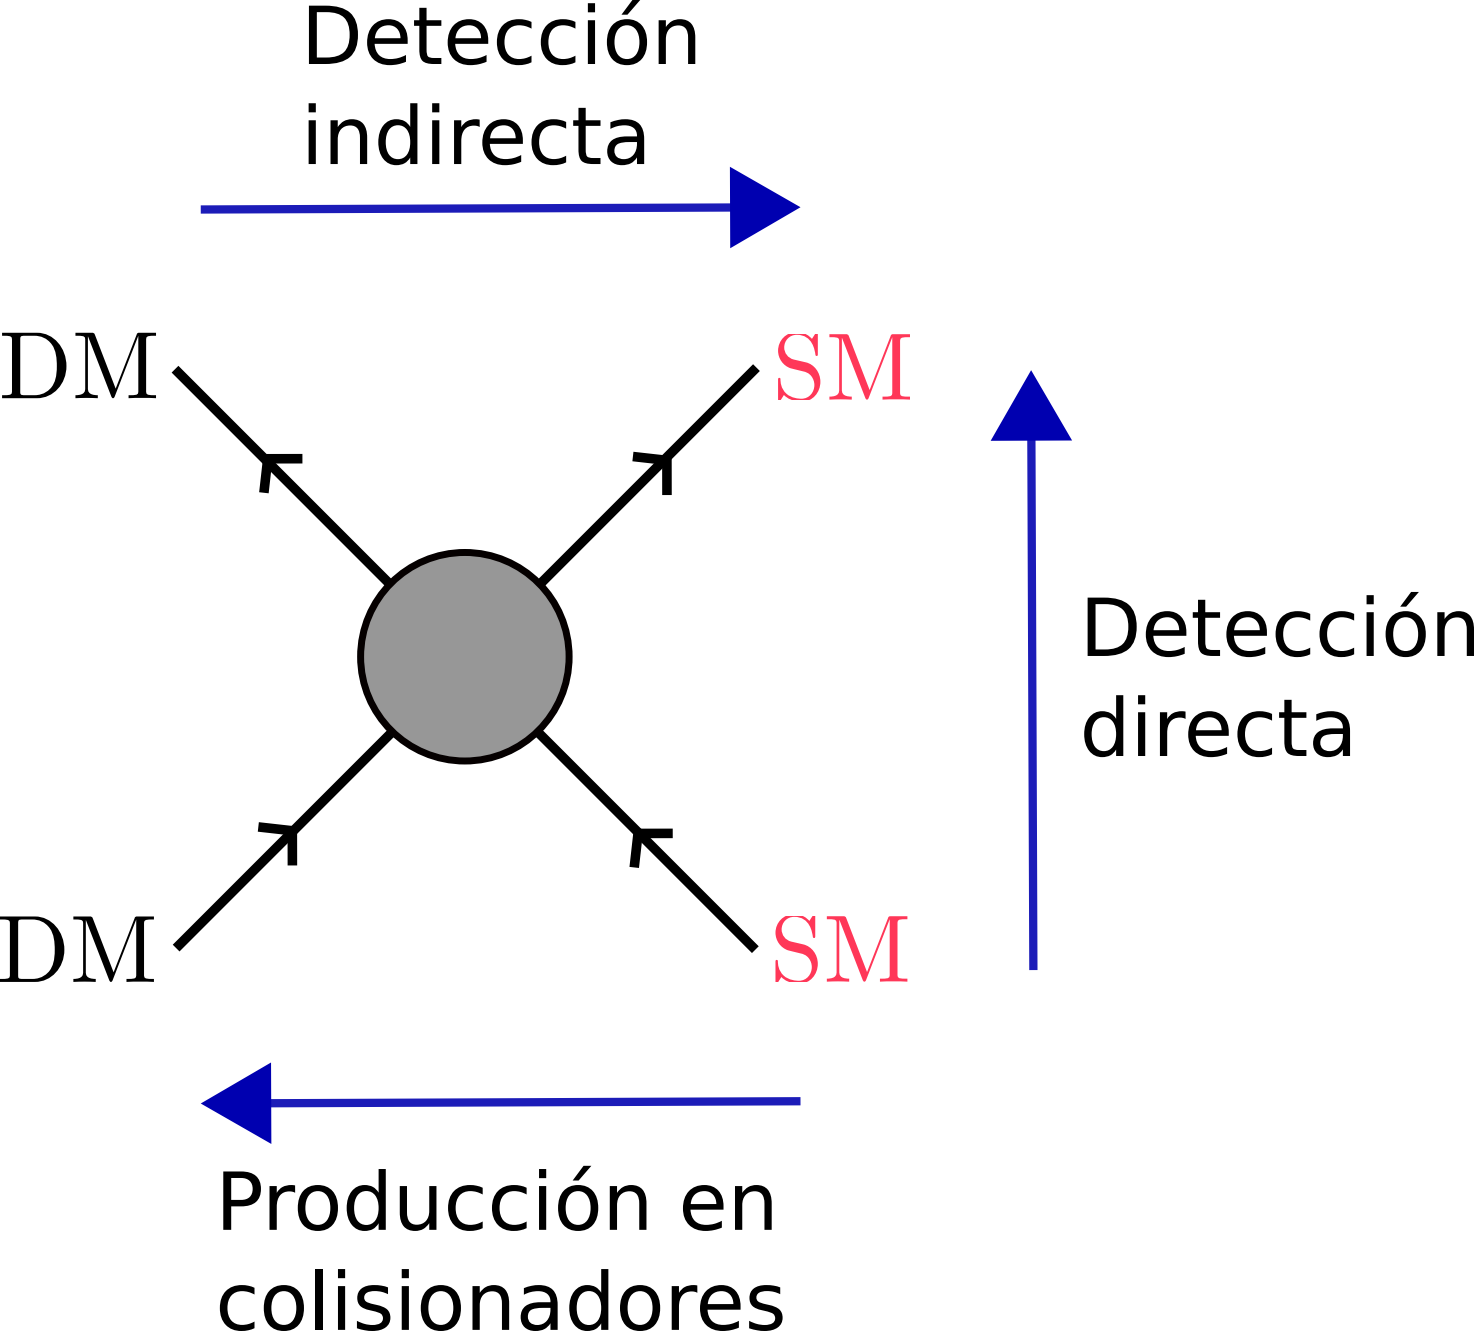 Detección
indirecta
DM
SM
Detección
directa
DM
SM
Producción en
colisionadores